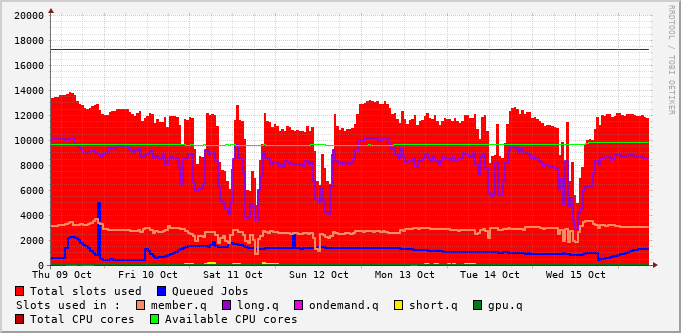 20000
18000
16000
14000
12000
10000
8000
6000
4000
2000
0
Thu 09 Oct Fri 10 Oct Sat 11 Oct Sun 12 Oct Mon 13 Oct Tue 14 Oct Wed 15 Oct
RRDTOOL / TOBI OETIKER
Total slots used Queued Jobs
Slots used in : member.q long.q ondemand.q short.q gpu.q
Total CPU cores Available CPU cores